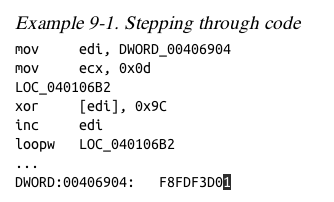 Example 9-1. Stepping through code
mov     edi, DWORD_00406904
mov     ecx, 0x0d
LOC_040106B2
xor     [edi], 0x9C
inc     edi
loopw   LOC_040106B2
...
DWORD:00406904:   F8FDF3D01